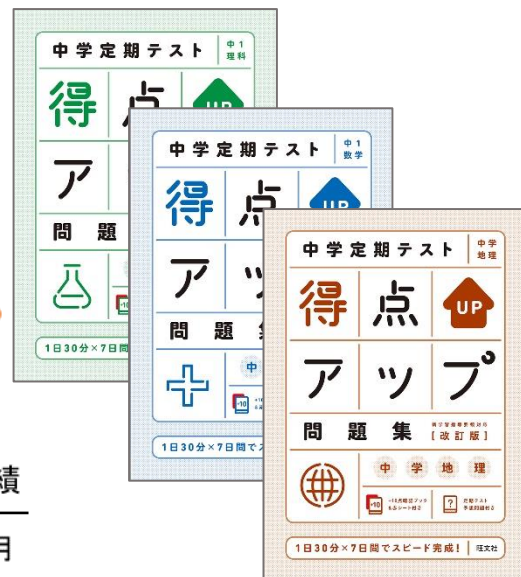 中学定期テスト
中1
理科
得点
UP
ア
問題
1日30分×7日間
中学定期テスト
中1
数学
得点
UP
アッ
問題集
中
1日30分×7日間で
中学定期テスト
中学
地理
得点
UP
アップ
問題集
【改訂版】
中学地理
1日30分×7日間でスピード完成!
旺文社
績
月